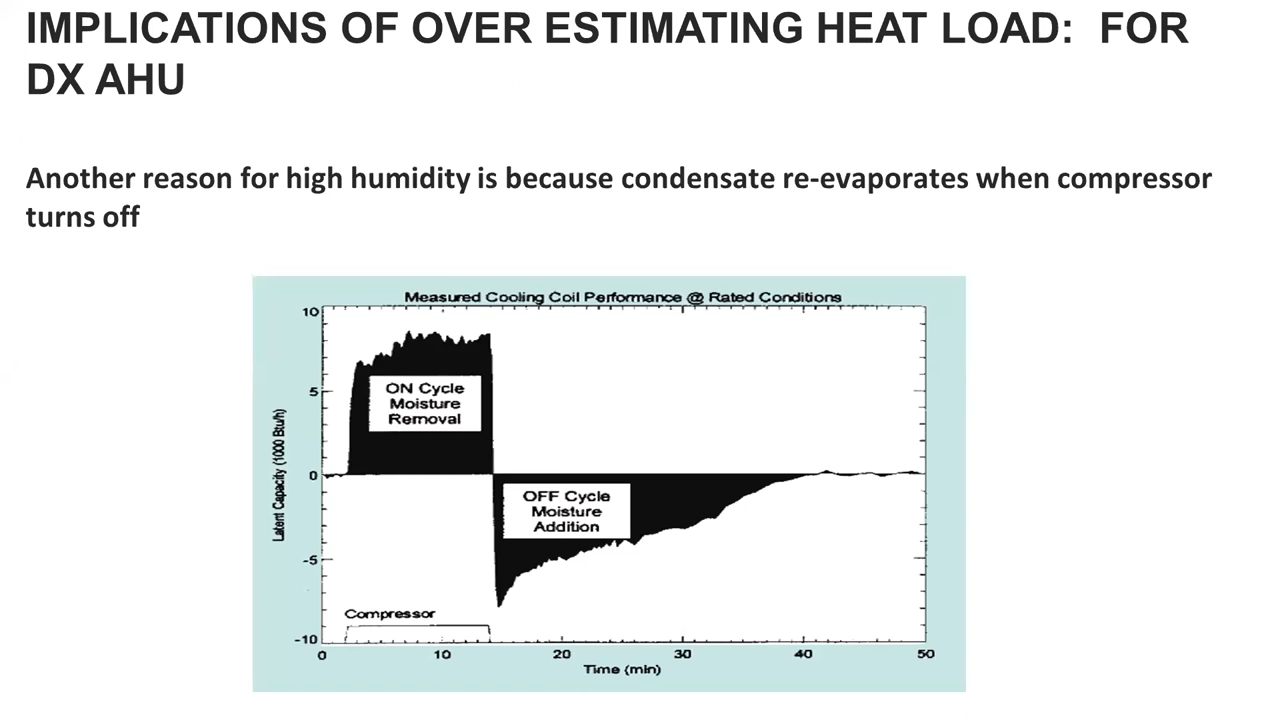 IMPLICATIONS OF OVER ESTIMATING HEAT LOAD: FOR
DX AHU
Another reason for high humidity is because condensate re-evaporates when compressor
turns off
Measured Cooling Coil Performance @ Rated Conditions
10
5
0
-5
-10
Latent Capacity (1000 Btu/h)
ON Cycle
Moisture
Removal
OFF Cycle
Moisture
Addition
Compressor
0 10 20 30 40 50
Time (min)